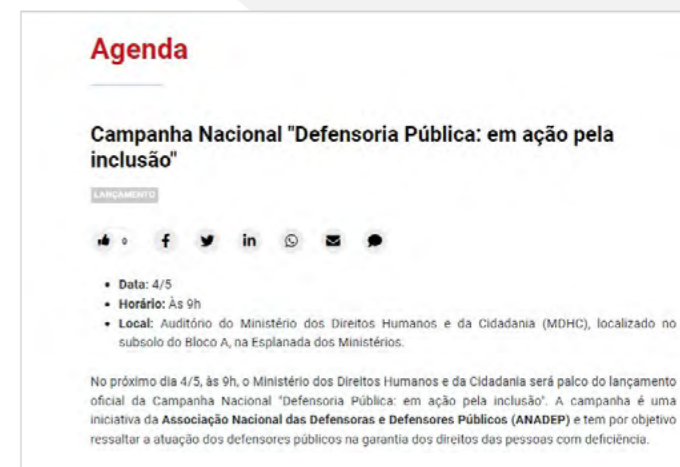 Agenda
Campanha Nacional "Defensoria Pública: em ação pela
inclusão"
LANÇAMENTO
0
• Data: 4/5
• Horário: Às 9h
• Local: Auditório do Ministério dos Direitos Humanos e da Cidadania (MDHC), localizado no
subsolo do Bloco A, na Esplanada dos Ministérios.
No próximo dia 4/5, às 9h, o Ministério dos Direitos Humanos e da Cidadania será palco do lançamento
oficial da Campanha Nacional "Defensoria Pública: em ação pela inclusão". A campanha é uma
iniciativa da Associação Nacional das Defensoras e Defensores Públicos (ANADEP) e tem por objetivo
ressaltar a atuação dos defensores públicos na garantia dos direitos das pessoas com deficiência.